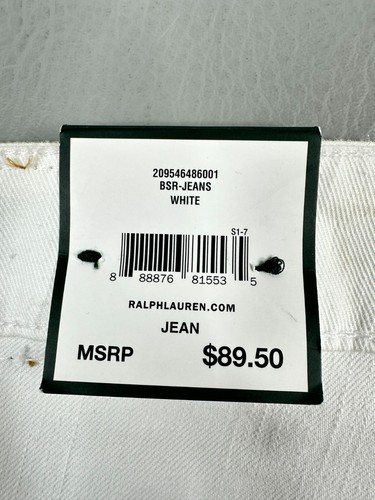 209546486001
BSR-JEANS
WHITE
S1-7
8 88876 81553 5
RALPHLAUREN.COM
JEAN
MSRP $89.50